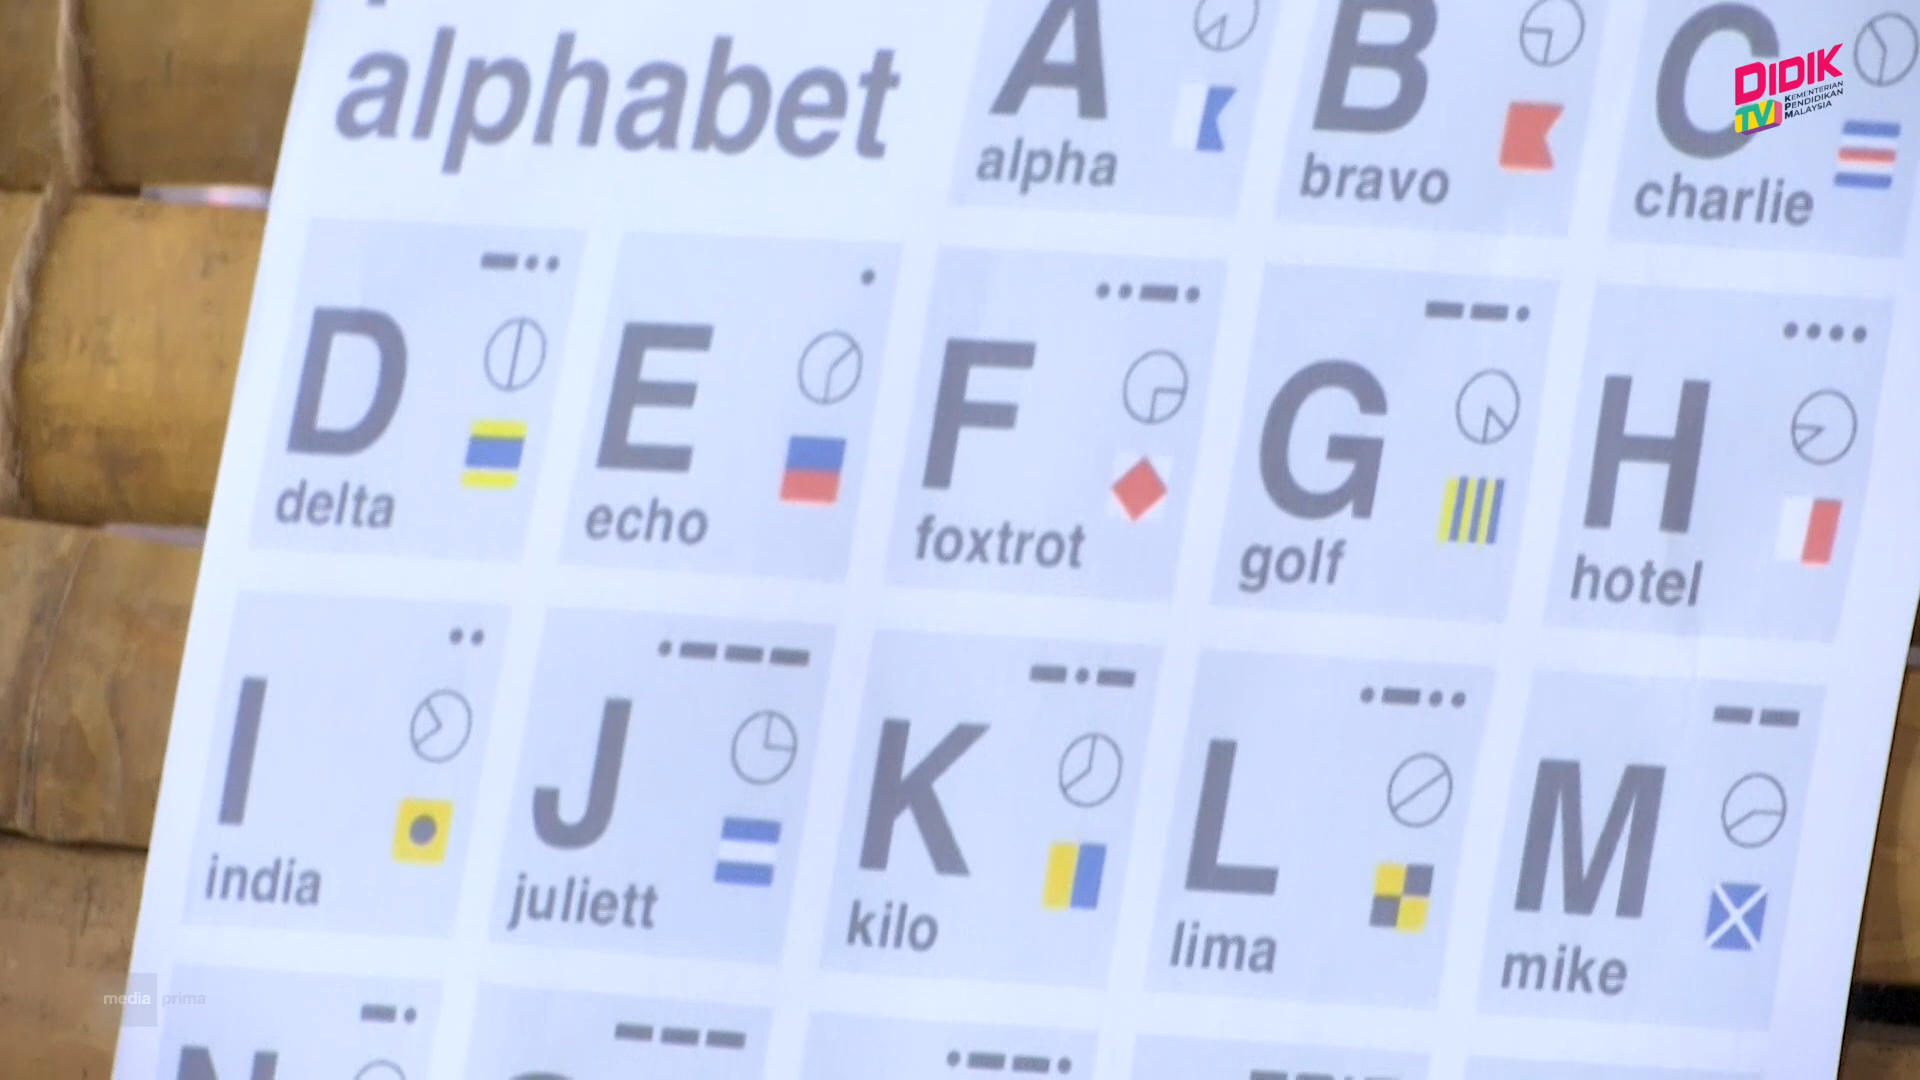 alphabet
A
alpha
B
bravo
C
charlie
DIDIK
TV
KEMENTERIAN
PENDIDIKAN
MALAYSIA
D
delta
E
echo
F
foxtrot
G
golf
H
hotel
I
india
J
juliett
K
kilo
L
lima
M
mike
media prima
N